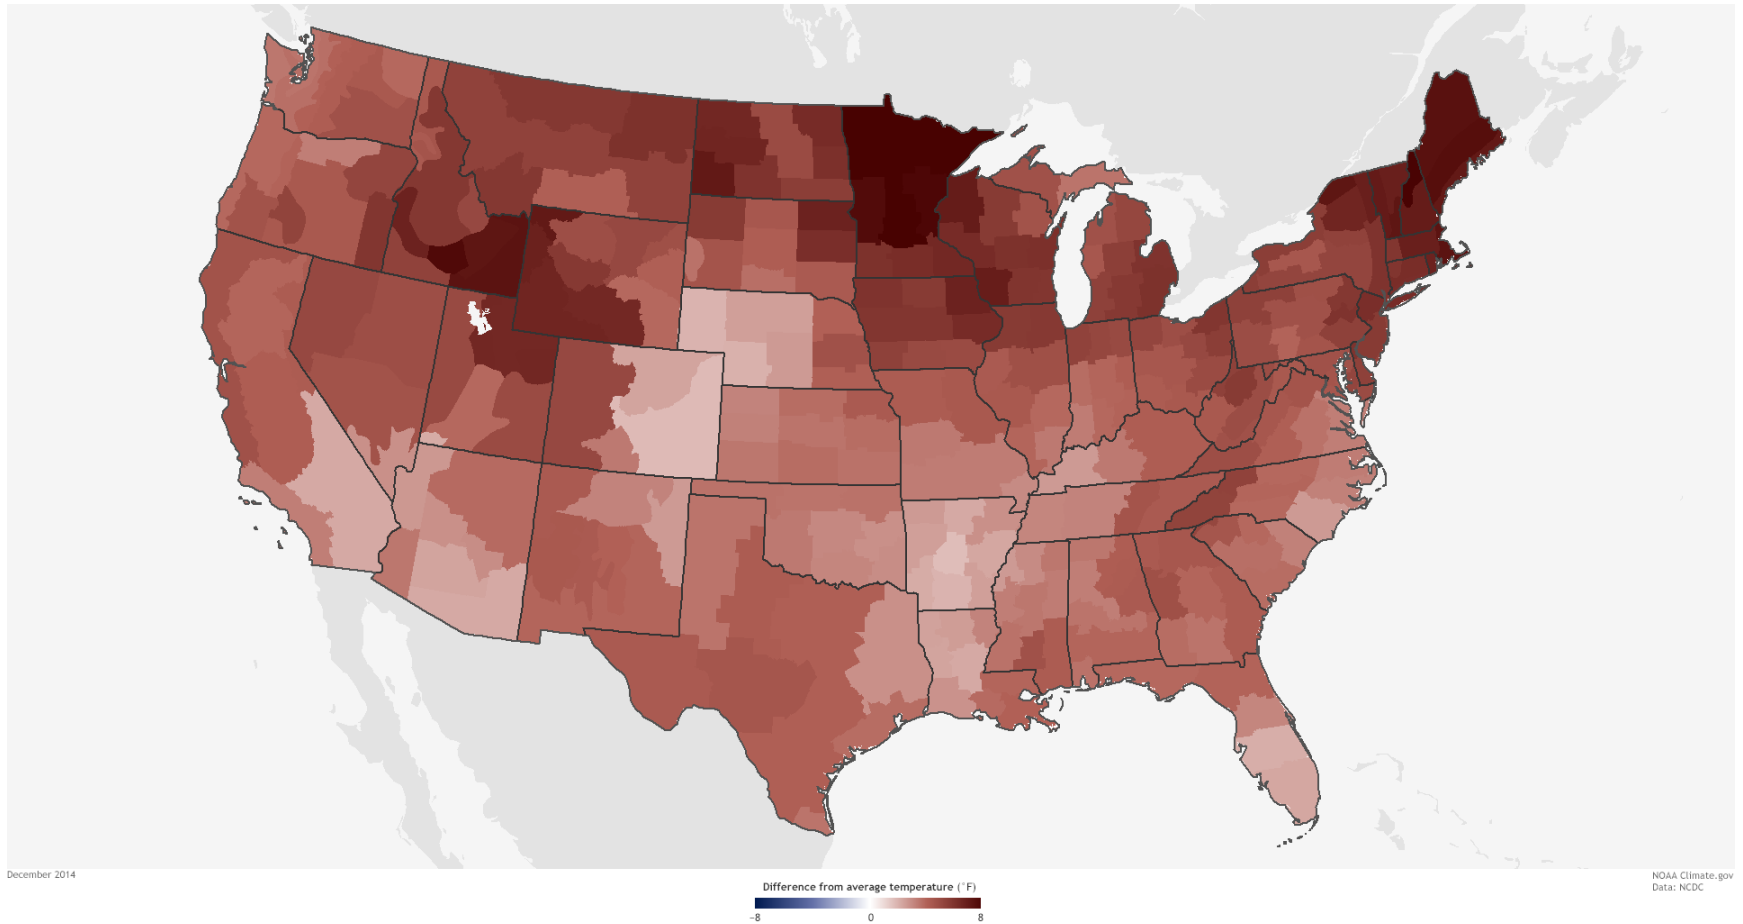 December 2014
NOAA Climate.gov
Data: NCDC
Difference from average temperature (°F)
-8 0 8